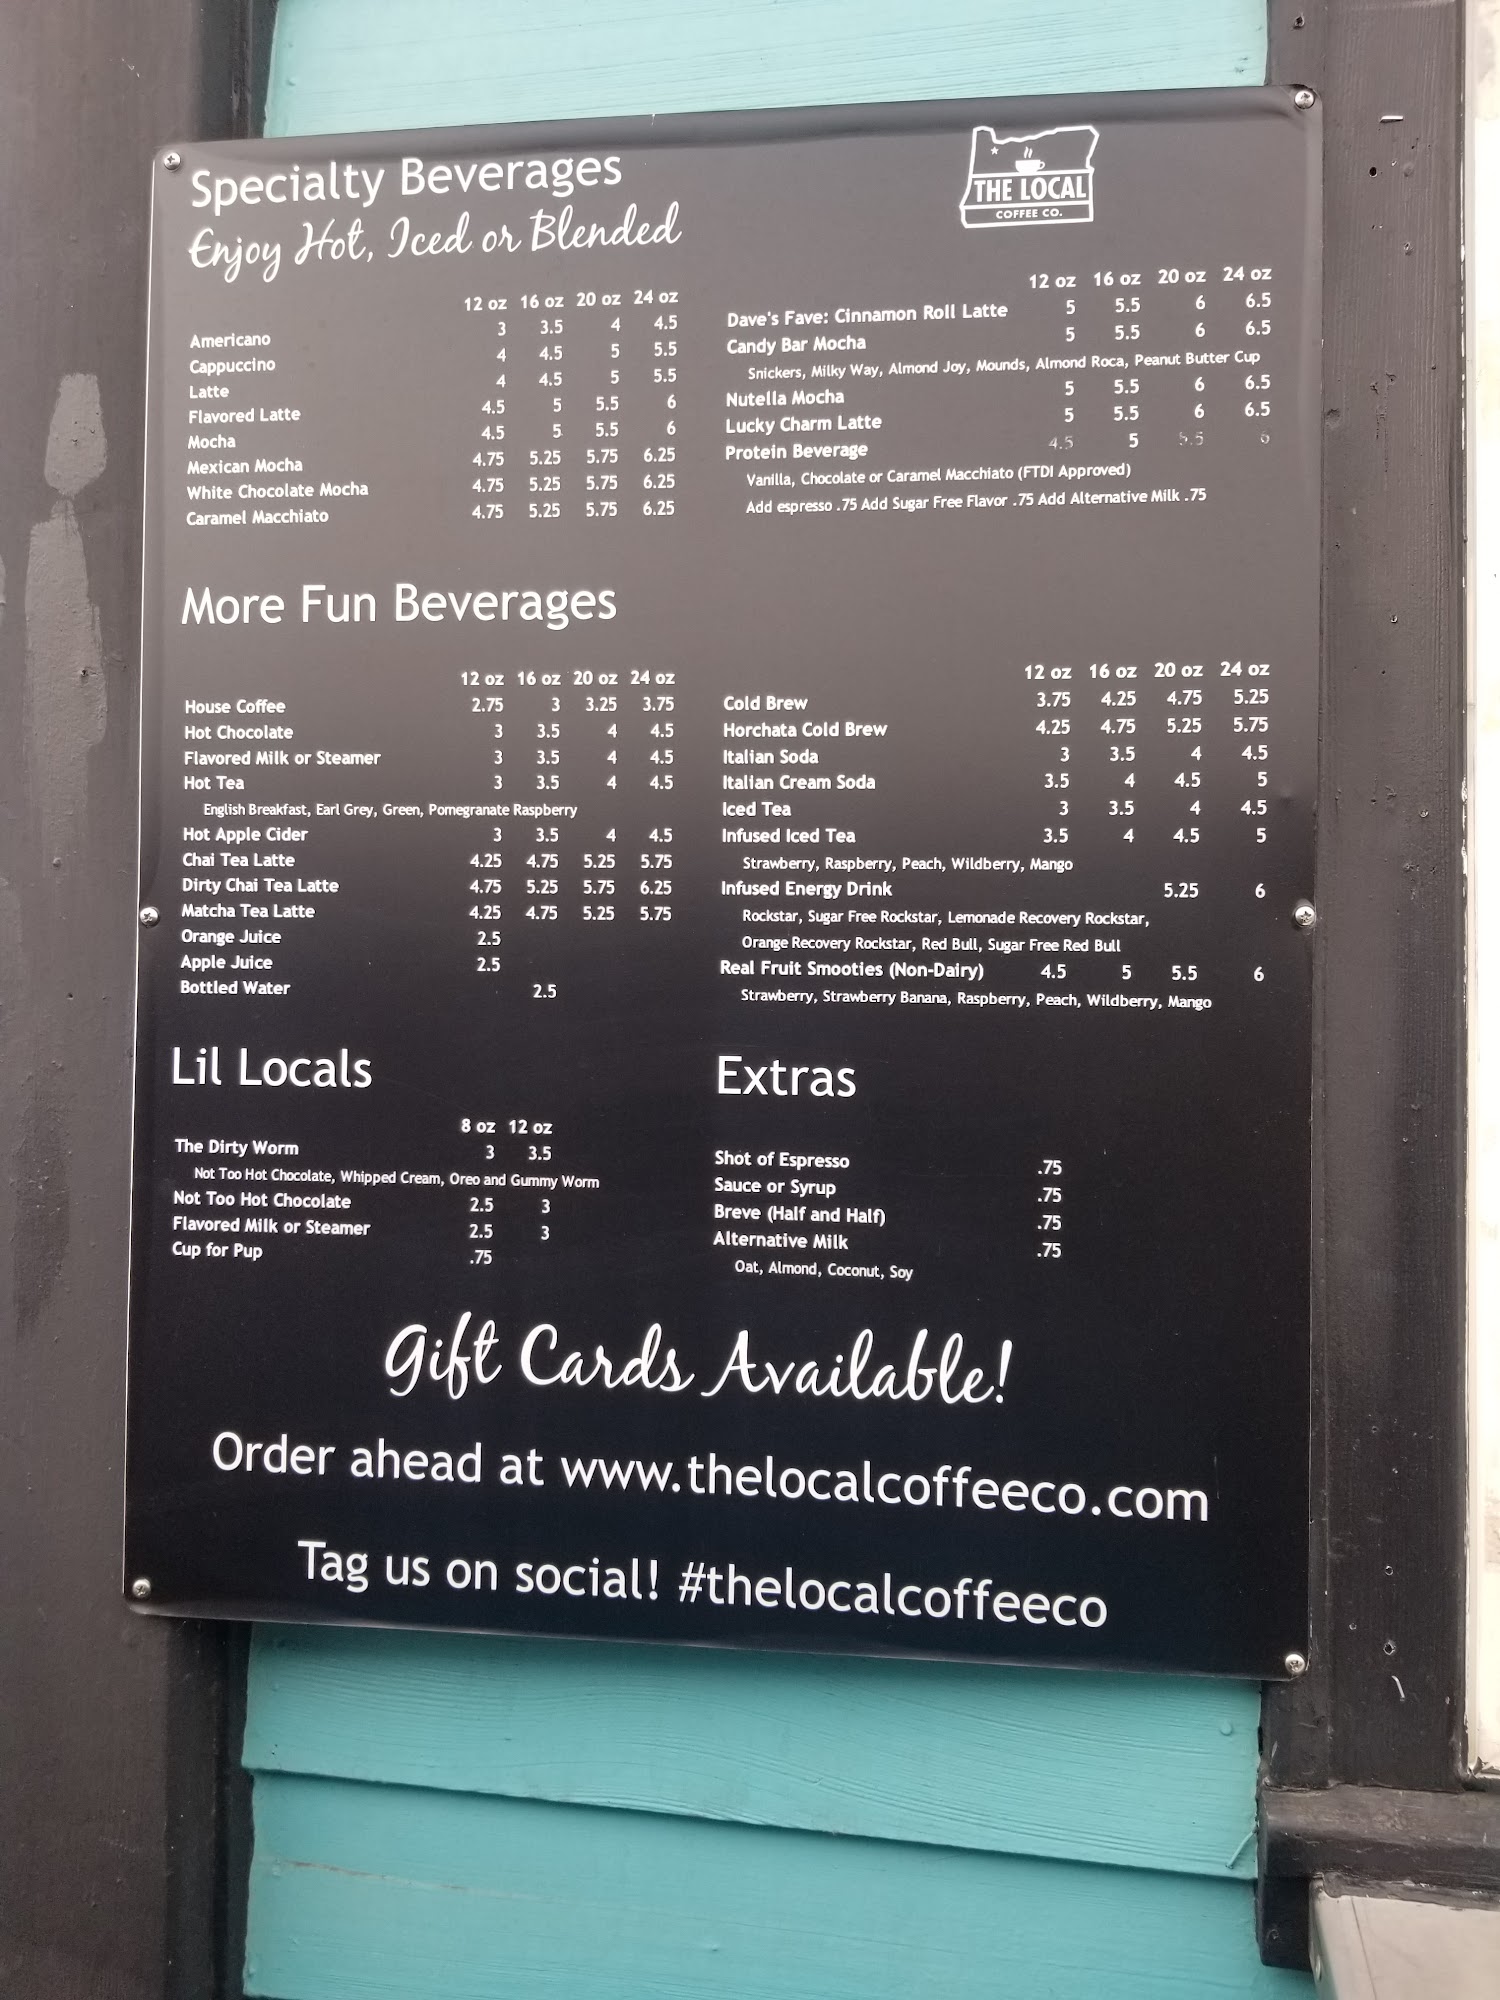 Specialty Beverages
Enjoy Hot, Iced or Blended
THE LOCAL
COFFEE CO.
12 oz 16 oz 20 oz 24 oz
Americano 3 3.5 4 4.5
Cappuccino 4 4.5 5 5.5
Latte 4 4.5 5 5.5
Flavored Latte 4.5 5 5.5 6
Mocha 4.5 5 5.5 6
Mexican Mocha 4.75 5.25 5.75 6.25
White Chocolate Mocha 4.75 5.25 5.75 6.25
Caramel Macchiato 4.75 5.25 5.75 6.25
12 oz 16 oz 20 oz 24 oz
Dave's Fave: Cinnamon Roll Latte 5 5.5 6 6.5
Candy Bar Mocha 5 5.5 6 6.5
Snickers, Milky Way, Almond Joy, Mounds, Almond Roca, Peanut Butter Cup
Nutella Mocha 5 5.5 6 6.5
Lucky Charm Latte 5 5.5 6 6.5
Protein Beverage 4.5 5 5.5 6
Vanilla, Chocolate or Caramel Macchiato (FTDI Approved)
Add espresso .75 Add Sugar Free Flavor .75 Add Alternative Milk .75
More Fun Beverages
12 oz 16 oz 20 oz 24 oz
House Coffee 2.75 3 3.25 3.75
Hot Chocolate 3 3.5 4 4.5
Flavored Milk or Steamer 3 3.5 4 4.5
Hot Tea 3 3.5 4 4.5
English Breakfast, Earl Grey, Green, Pomegranate Raspberry
Hot Apple Cider 3 3.5 4 4.5
Chai Tea Latte 4.25 4.75 5.25 5.75
Dirty Chai Tea Latte 4.75 5.25 5.75 6.25
Matcha Tea Latte 4.25 4.75 5.25 5.75
Orange Juice 2.5
Apple Juice 2.5
Bottled Water 2.5
12 oz 16 oz 20 oz 24 oz
Cold Brew 3.75 4.25 4.75 5.25
Horchata Cold Brew 4.25 4.75 5.25 5.75
Italian Soda 3 3.5 4 4.5
Italian Cream Soda 3.5 4 4.5 5
Iced Tea 3 3.5 4 4.5
Infused Iced Tea 3.5 4 4.5 5
Strawberry, Raspberry, Peach, Wildberry, Mango
Infused Energy Drink 5.25 6
Rockstar, Sugar Free Rockstar, Lemonade Recovery Rockstar,
Orange Recovery Rockstar, Red Bull, Sugar Free Red Bull
Real Fruit Smooties (Non-Dairy) 4.5 5 5.5 6
Strawberry, Strawberry Banana, Raspberry, Peach, Wildberry, Mango
Lil Locals
8 oz 12 oz
The Dirty Worm 3 3.5
Not Too Hot Chocolate, Whipped Cream, Oreo and Gummy Worm
Not Too Hot Chocolate 2.5 3
Flavored Milk or Steamer 2.5 3
Cup for Pup .75
Extras
Shot of Espresso .75
Sauce or Syrup .75
Breve (Half and Half) .75
Alternative Milk .75
Oat, Almond, Coconut, Soy
Gift Cards Available!
Order ahead at www.thelocalcoffeeco.com
Tag us on social! #thelocalcoffeeco